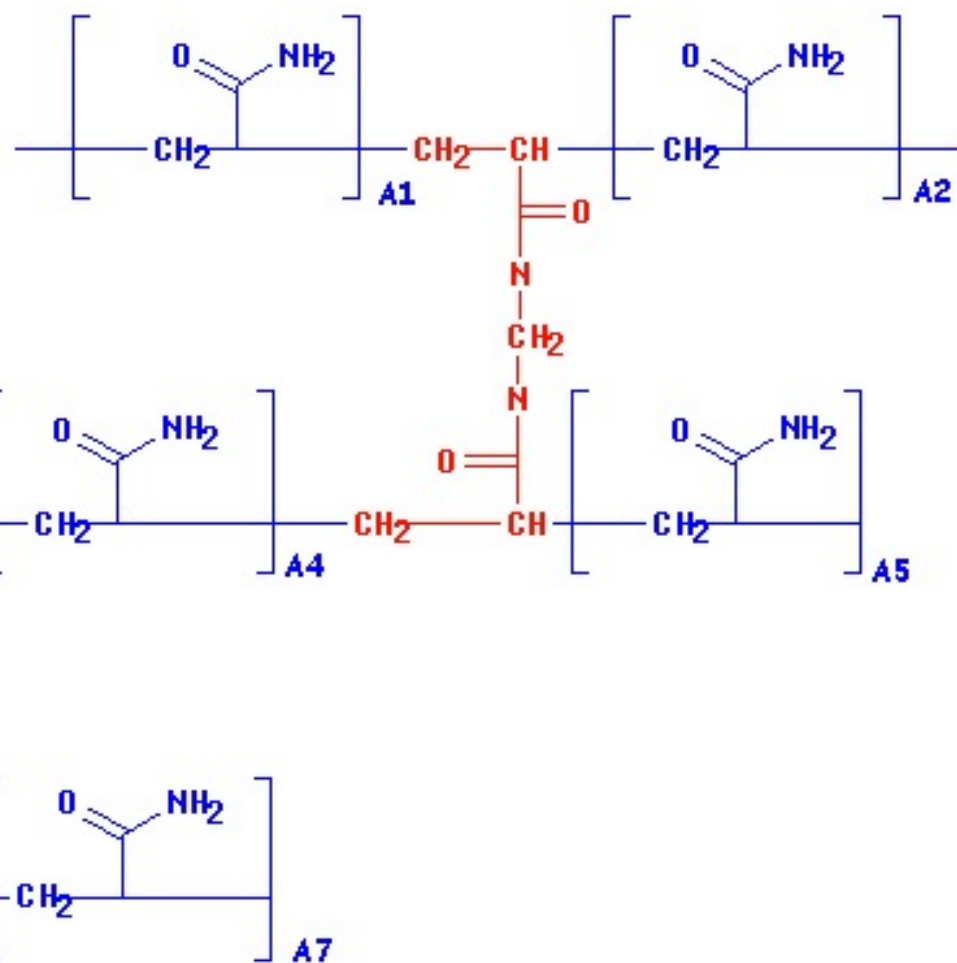 O NH2 O NH2
CH2 CH2 CH CH2
A1 A2
O
N
CH2
N
O NH2 O NH2
O
CH2 CH2 CH CH2
A4 A5
O NH2
CH2
A7